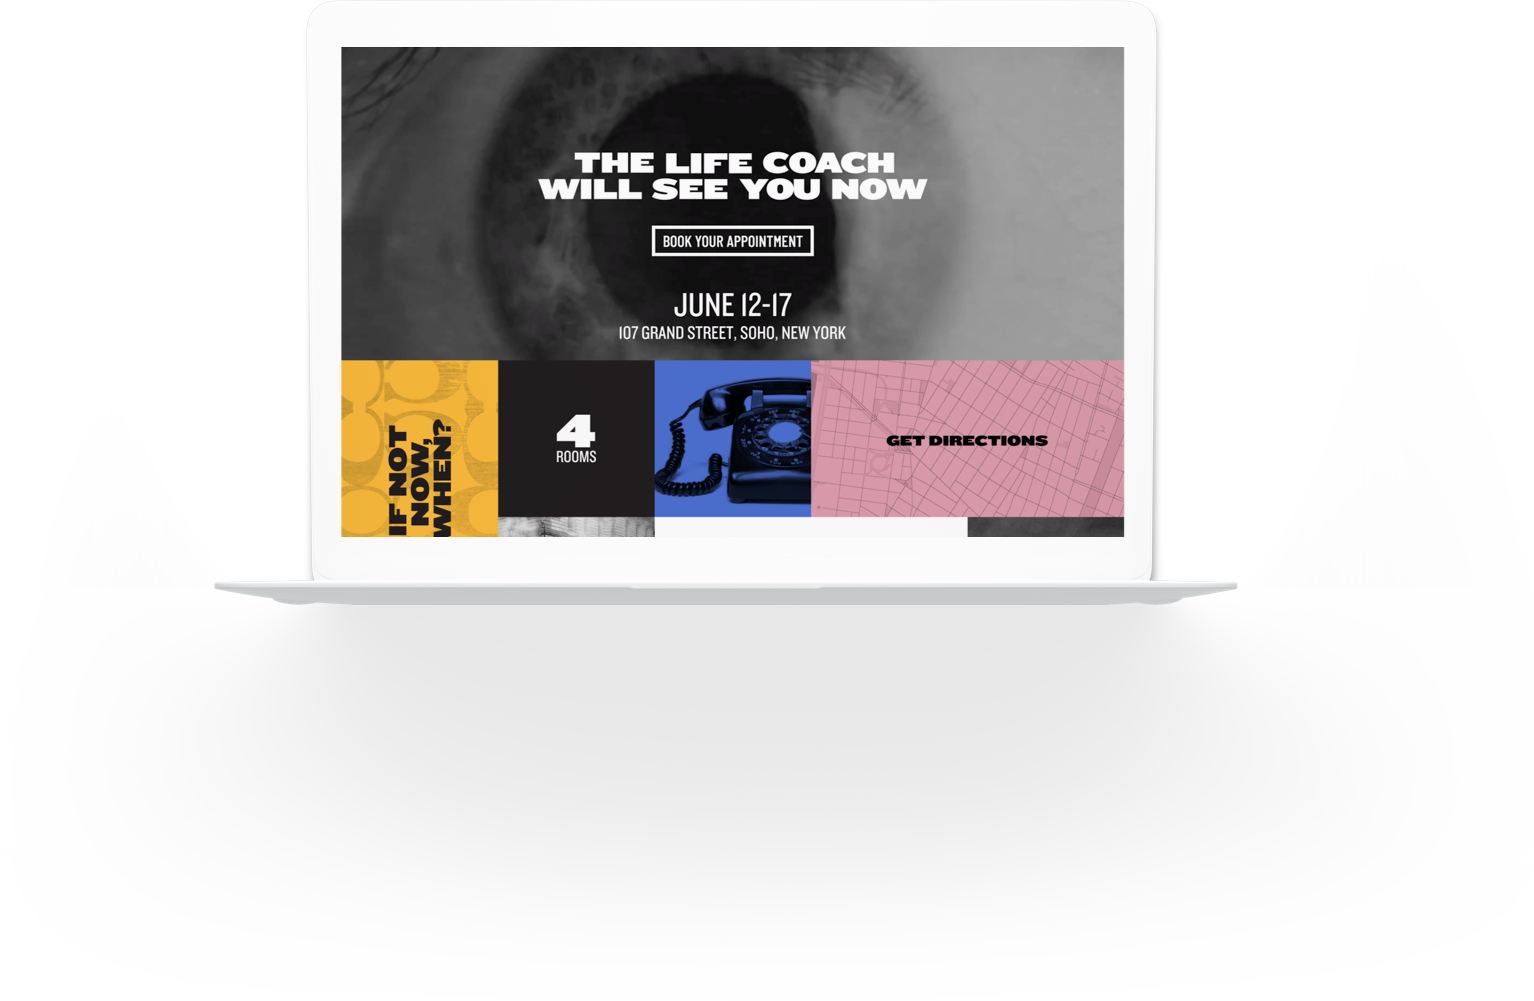 THE LIFE COACH
WILL SEE YOU NOW
BOOK YOUR APPOINTMENT
JUNE 12-17
107 GRAND STREET, SOHO, NEW YORK
IF NOT
NOW,
WHEN?
4
ROOMS
GET DIRECTIONS